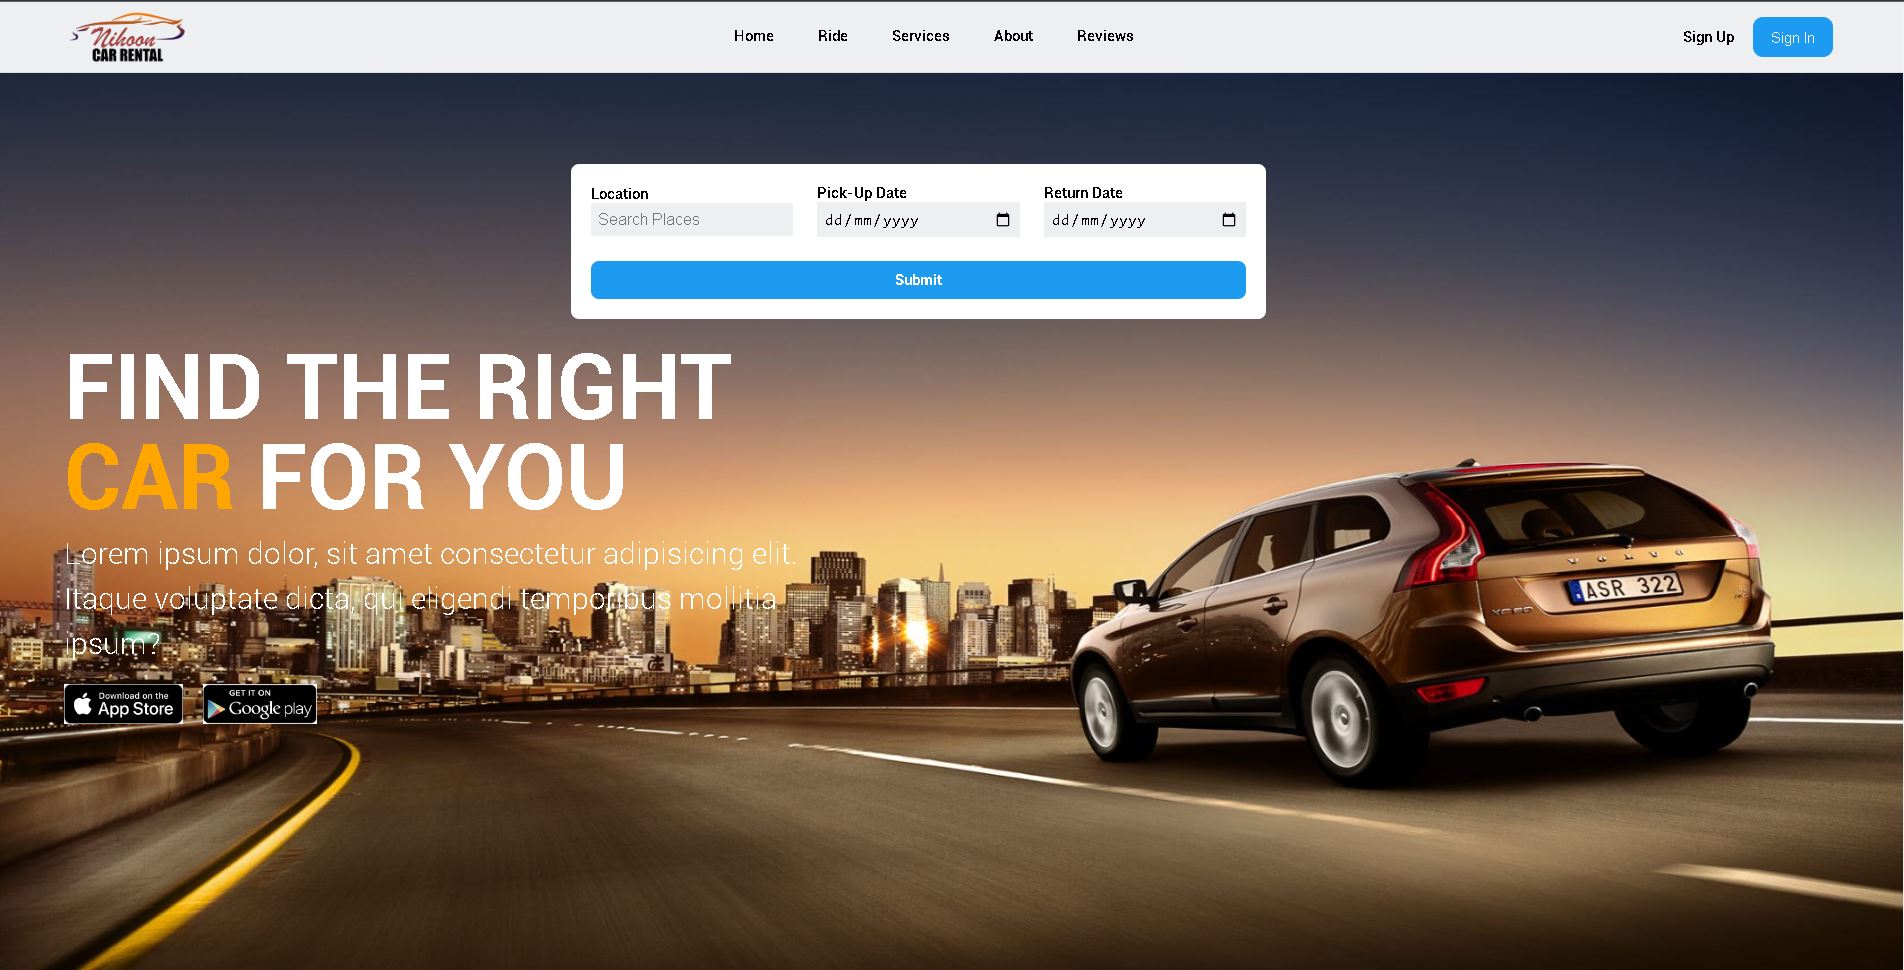 Nihoon
CAR RENTAL
Home Ride Services About Reviews
Sign Up Sign In
Location Pick-Up Date Return Date
Search Places dd/mm/yyyy dd/mm/yyyy
Submit
FIND THE RIGHT
CAR FOR YOU
Lorem ipsum dolor, sit amet consectetur adipisicing elit.
Itaque voluptate dicta, qui eligendi temporibus mollitia
ipsum?
Download on the
App Store
GET IT ON
Google play
VOLVO
ASR 322
XC60